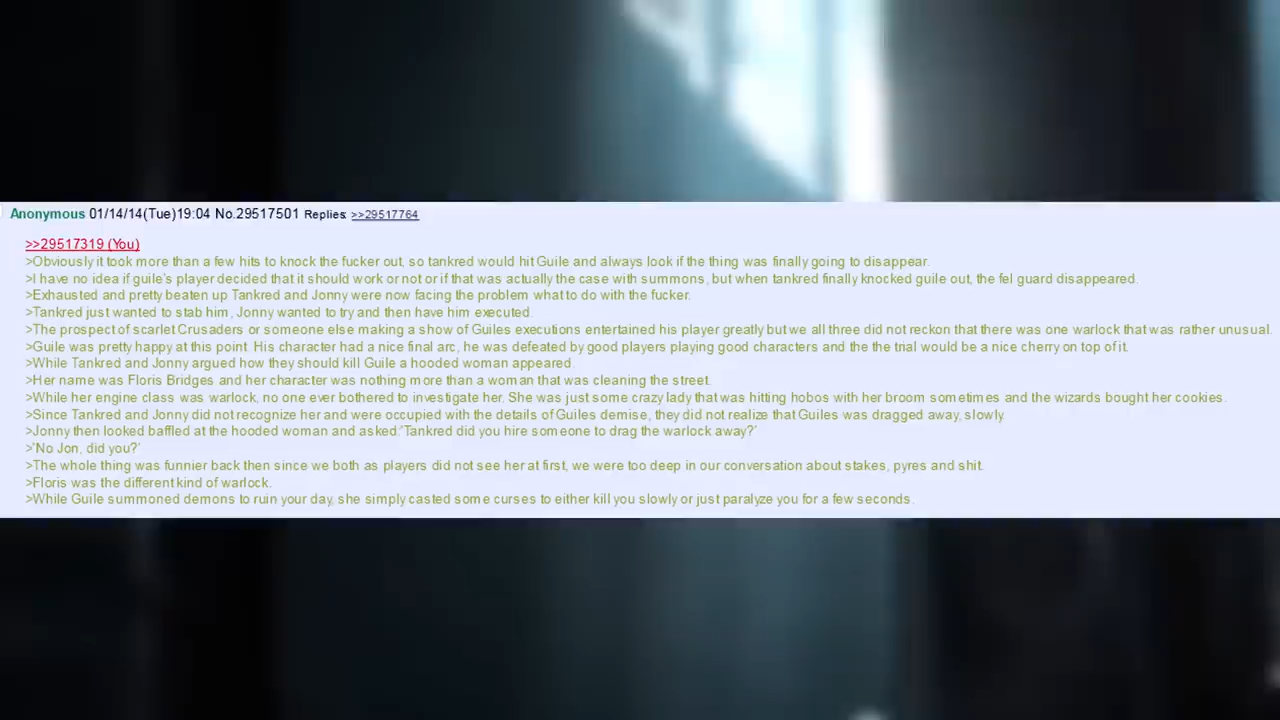 Anonymous 01/14/14(Tue)19:04 No.29517501 Replies: >>29517764
>>29517319 (You)
>Obviously it took more than a few hits to knock the fucker out, so tankred would hit Guile and always look if the thing was finally going to disappear.
>I have no idea if guile's player decided that it should work or not or if that was actually the case with summons, but when tankred finally knocked guile out, the fel guard disappeared.
>Exhausted and pretty beaten up Tankred and Jonny were now facing the problem what to do with the fucker.
>Tankred just wanted to stab him, Jonny wanted to try and then have him executed.
>The prospect of scarlet Crusaders or someone else making a show of Guiles executions entertained his player greatly but we all three did not reckon that there was one warlock that was rather unusual.
>Guile was pretty happy at this point. His character had a nice final arc, he was defeated by good players playing good characters and the the trial would be a nice cherry on top of it.
>While Tankred and Jonny argued how they should kill Guile a hooded woman appeared.
>Her name was Floris Bridges and her character was nothing more than a woman that was cleaning the street.
>While her engine class was warlock, no one ever bothered to investigate her. She was just some crazy lady that was hitting hobos with her broom sometimes and the wizards bought her cookies.
>Since Tankred and Jonny did not recognize her and were occupied with the details of Guiles demise, they did not realize that Guiles was dragged away, slowly.
>Jonny then looked baffled at the hooded woman and asked:'Tankred did you hire someone to drag the warlock away?'
>'No Jon, did you?'
>The whole thing was funnier back then since we both as players did not see her at first, we were too deep in our conversation about stakes, pyres and shit.
>Floris was the different kind of warlock.
>While Guile summoned demons to ruin your day, she simply casted some curses to either kill you slowly or just paralyze you for a few seconds.